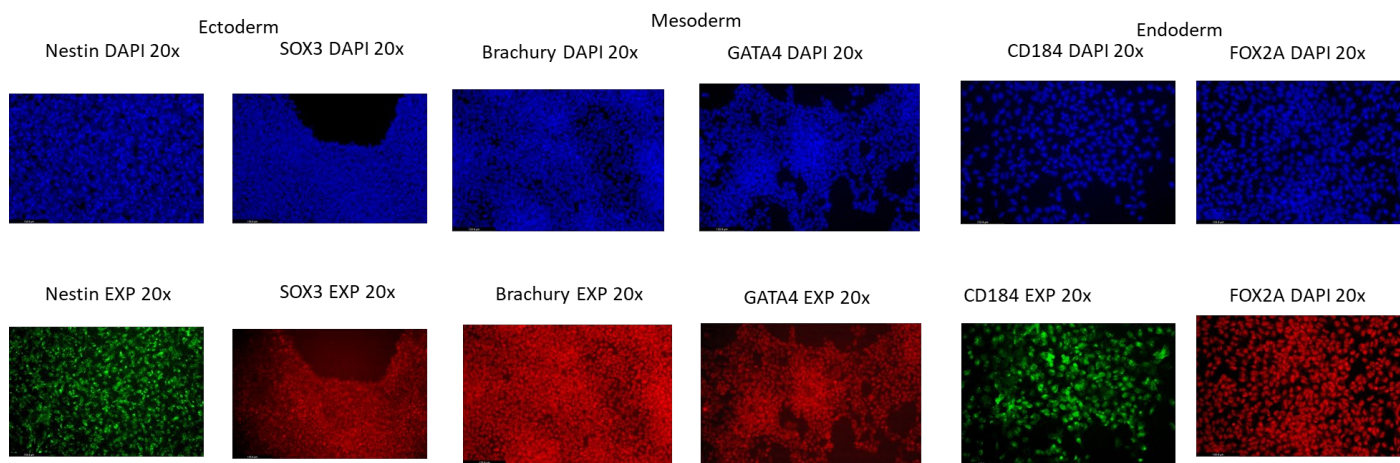 Ectoderm
Mesoderm
Endoderm
Nestin DAPI 20x
SOX3 DAPI 20x
Brachury DAPI 20x
GATA4 DAPI 20x
CD184 DAPI 20x
FOX2A DAPI 20x
Nestin EXP 20x
SOX3 EXP 20x
Brachury EXP 20x
GATA4 EXP 20x
CD184 EXP 20x
FOX2A DAPI 20x